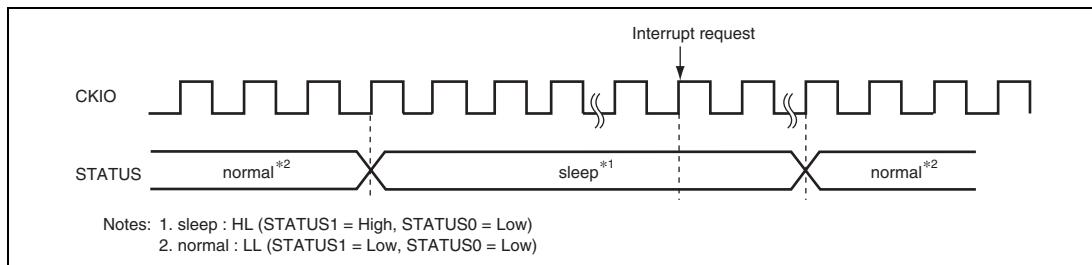 Interrupt request
CKIO
STATUS
normal*2
sleep*1
normal*2
Notes: 1. sleep : HL (STATUS1 = High, STATUS0 = Low)
2. normal : LL (STATUS1 = Low, STATUS0 = Low)